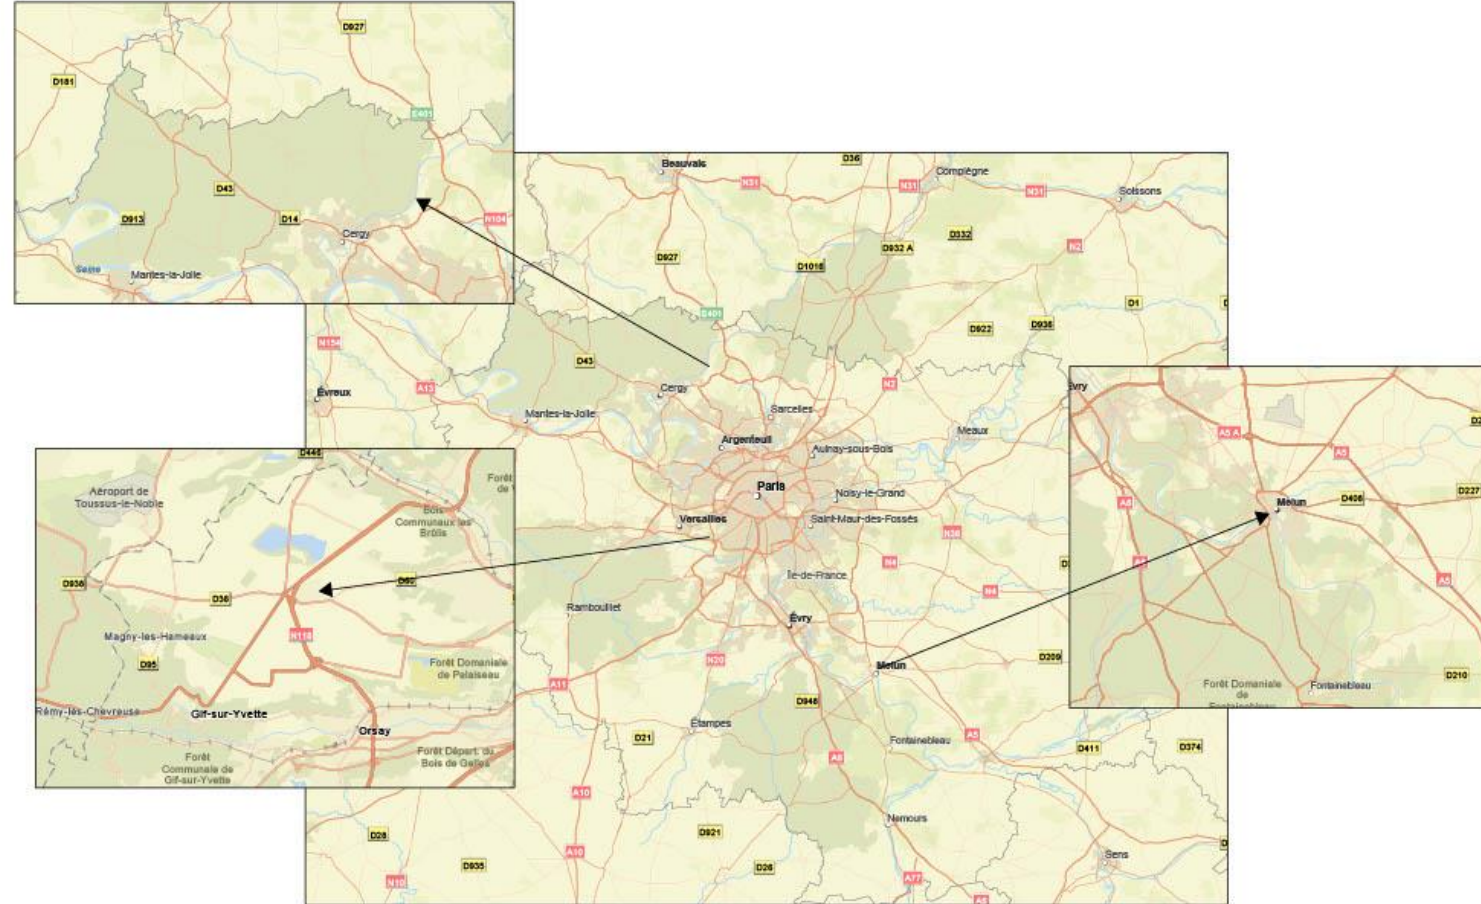 D927
D181
E401
D43
D913
D14
N104
Cergy
Seine
Mantes-la-Jolie
Beauvais
D36
Compiègne
N31
N31
N31
Soissons
D332
D932 A
N2
D927
D1016
D1
E401
D922
D936
N154
D43
A13
Cergy
N2
Évreux
Mantes-la-Jolie
Sarcelles
Argenteuil
Meaux
Aulnay-sous-Bois
Paris
Noisy-le-Grand
Versailles
Saint-Maur-des-Fossés
N36
N4
Île-de-France
N4
Rambouillet
Évry
Melun
N20
D209
A11
D948
Étampes
D21
Fontainebleau
A5
D411
D374
A6
A10
Nemours
D28
D921
A10
D935
D26
Sens
N10
A77
D446
Aéroport de
Toussus-le-Noble
Forêt
Bois
Communaux les
Brûlis
D938
D36
D60
N118
Magny-les-Hameaux
D95
Forêt Domaniale
de Palaiseau
Rémy-lès-Chevreuse
Gif-sur-Yvette
Orsay
Forêt
Communale de
Gif-sur-Yvette
Forêt Départ. du
Bois de Gelles
Évry
A5 A
A5
D227
D408
A6
Melun
A5
D210
Forêt Domaniale
de
Fontainebleau
Fontainebleau